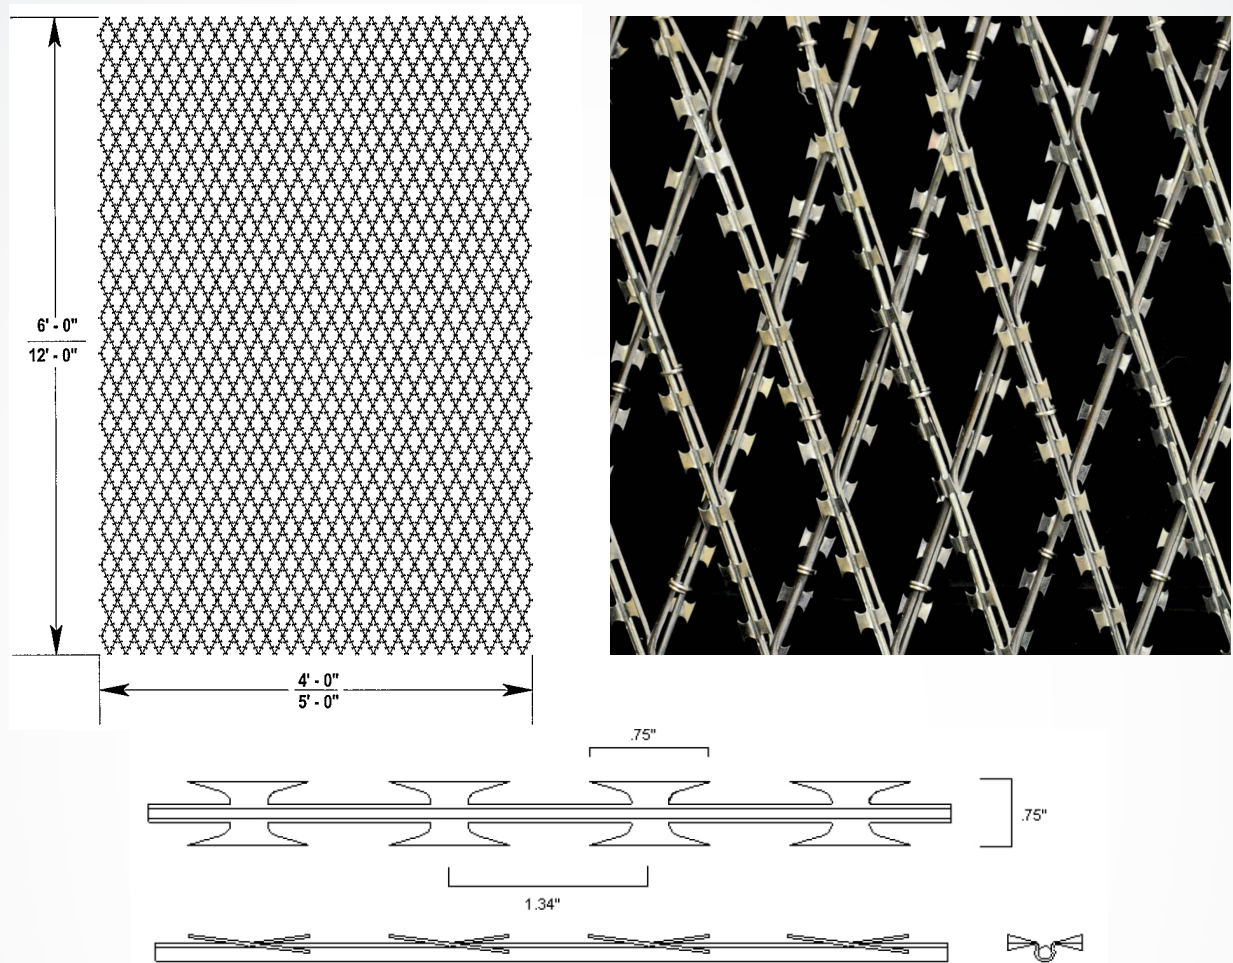 6' - 0"
12' - 0"
4' - 0"
5' - 0"
.75"
.75"
1.34"